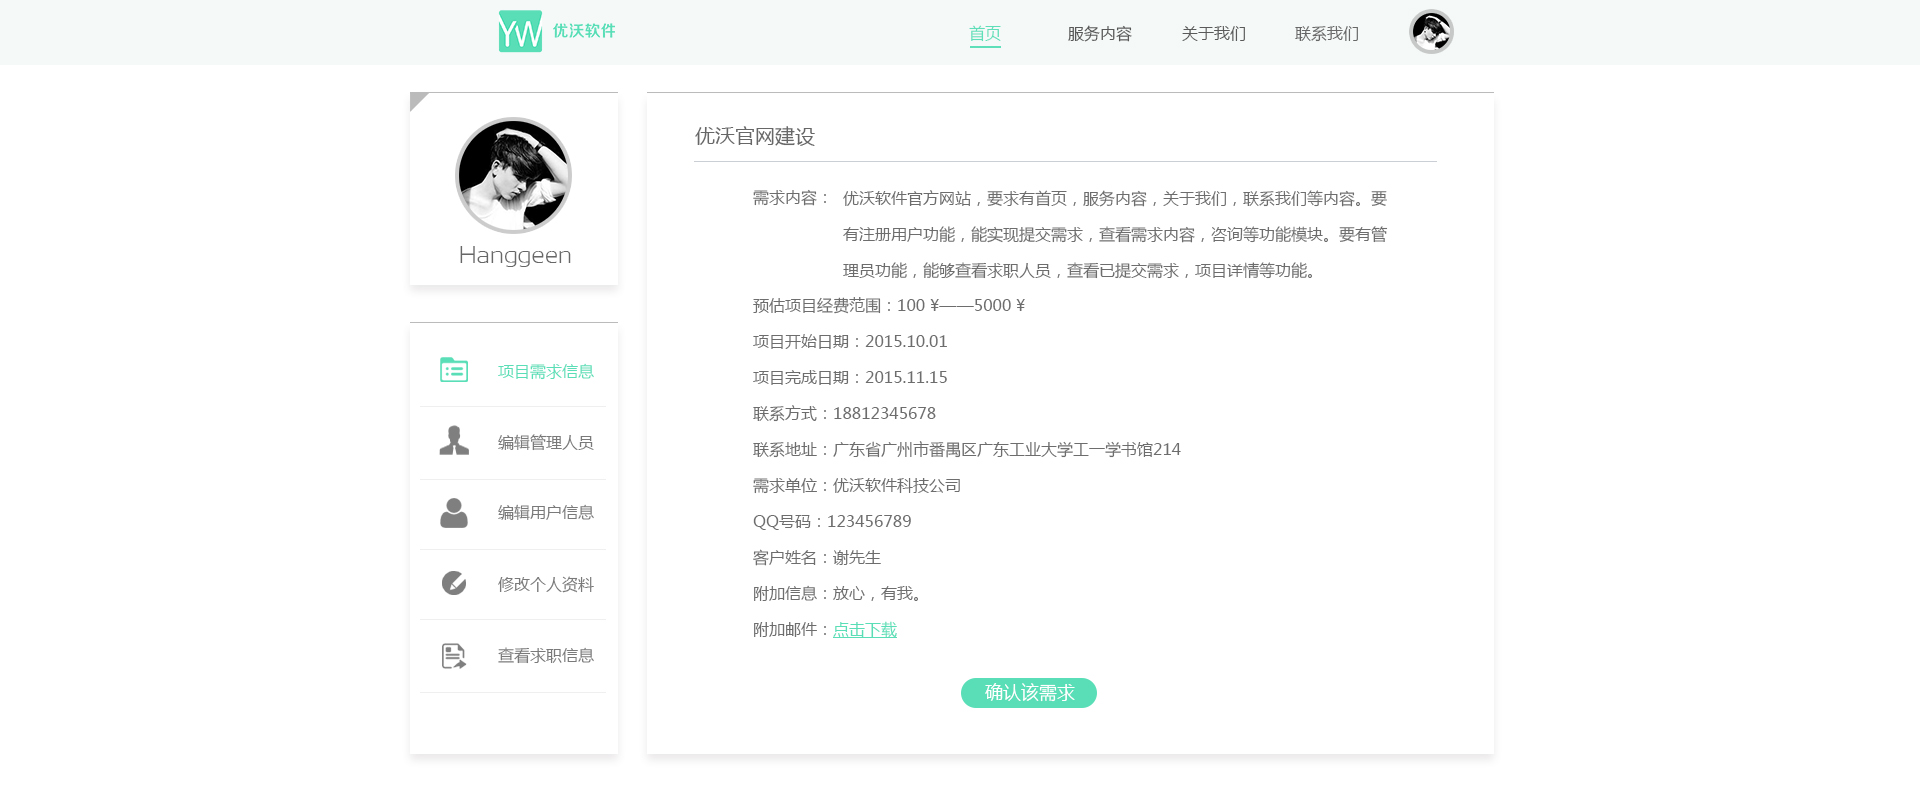 YW 优沃软件
首页 服务内容 关于我们 联系我们
Hanggeen
项目需求信息
编辑管理人员
编辑用户信息
修改个人资料
查看求职信息
优沃官网建设
需求内容： 优沃软件官方网站，要求有首页，服务内容，关于我们，联系我们等内容。要
有注册用户功能，能实现提交需求，查看需求内容，咨询等功能模块。要有管
理员功能，能够查看求职人员，查看已提交需求，项目详情等功能。
预估项目经费范围：100 ¥——5000 ¥
项目开始日期：2015.10.01
项目完成日期：2015.11.15
联系方式：18812345678
联系地址：广东省广州市番禺区广东工业大学工一学书馆214
需求单位：优沃软件科技公司
QQ号码：123456789
客户姓名：谢先生
附加信息：放心，有我。
附加邮件：点击下载
确认该需求